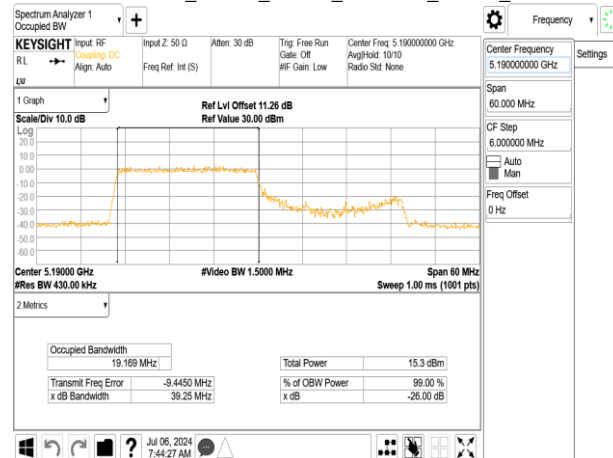 Spectrum Analyzer 1
Occupied BW
+
Frequency
Settings
KEYSIGHT
RL
LXI
Input: RF
Coupling: DC
Align: Auto
Input Z: 50 Ω
Freq Ref: Int (S)
Atten: 30 dB
Trig: Free Run
Gate: Off
#IF Gain: Low
Center Freq: 5.190000000 GHz
Avg|Hold: 10/10
Radio Std: None
Center Frequency
5.190000000 GHz
Span
60.000 MHz
CF Step
6.000000 MHz
Auto
Man
Freq Offset
0 Hz
1 Graph
Scale/Div 10.0 dB
Ref Lvl Offset 11.26 dB
Ref Value 30.00 dBm
Log
20.0
10.0
0.00
-10.0
-20.0
-30.0
-40.0
-50.0
-60.0
Center 5.19000 GHz
#Res BW 430.00 kHz
#Video BW 1.5000 MHz
Span 60 MHz
Sweep 1.00 ms (1001 pts)
2 Metrics
Occupied Bandwidth
19.169 MHz
Total Power 15.3 dBm
Transmit Freq Error -9.4450 MHz
% of OBW Power 99.00 %
x dB Bandwidth 39.25 MHz
x dB -26.00 dB
?
Jul 06, 2024
7:44:27 AM